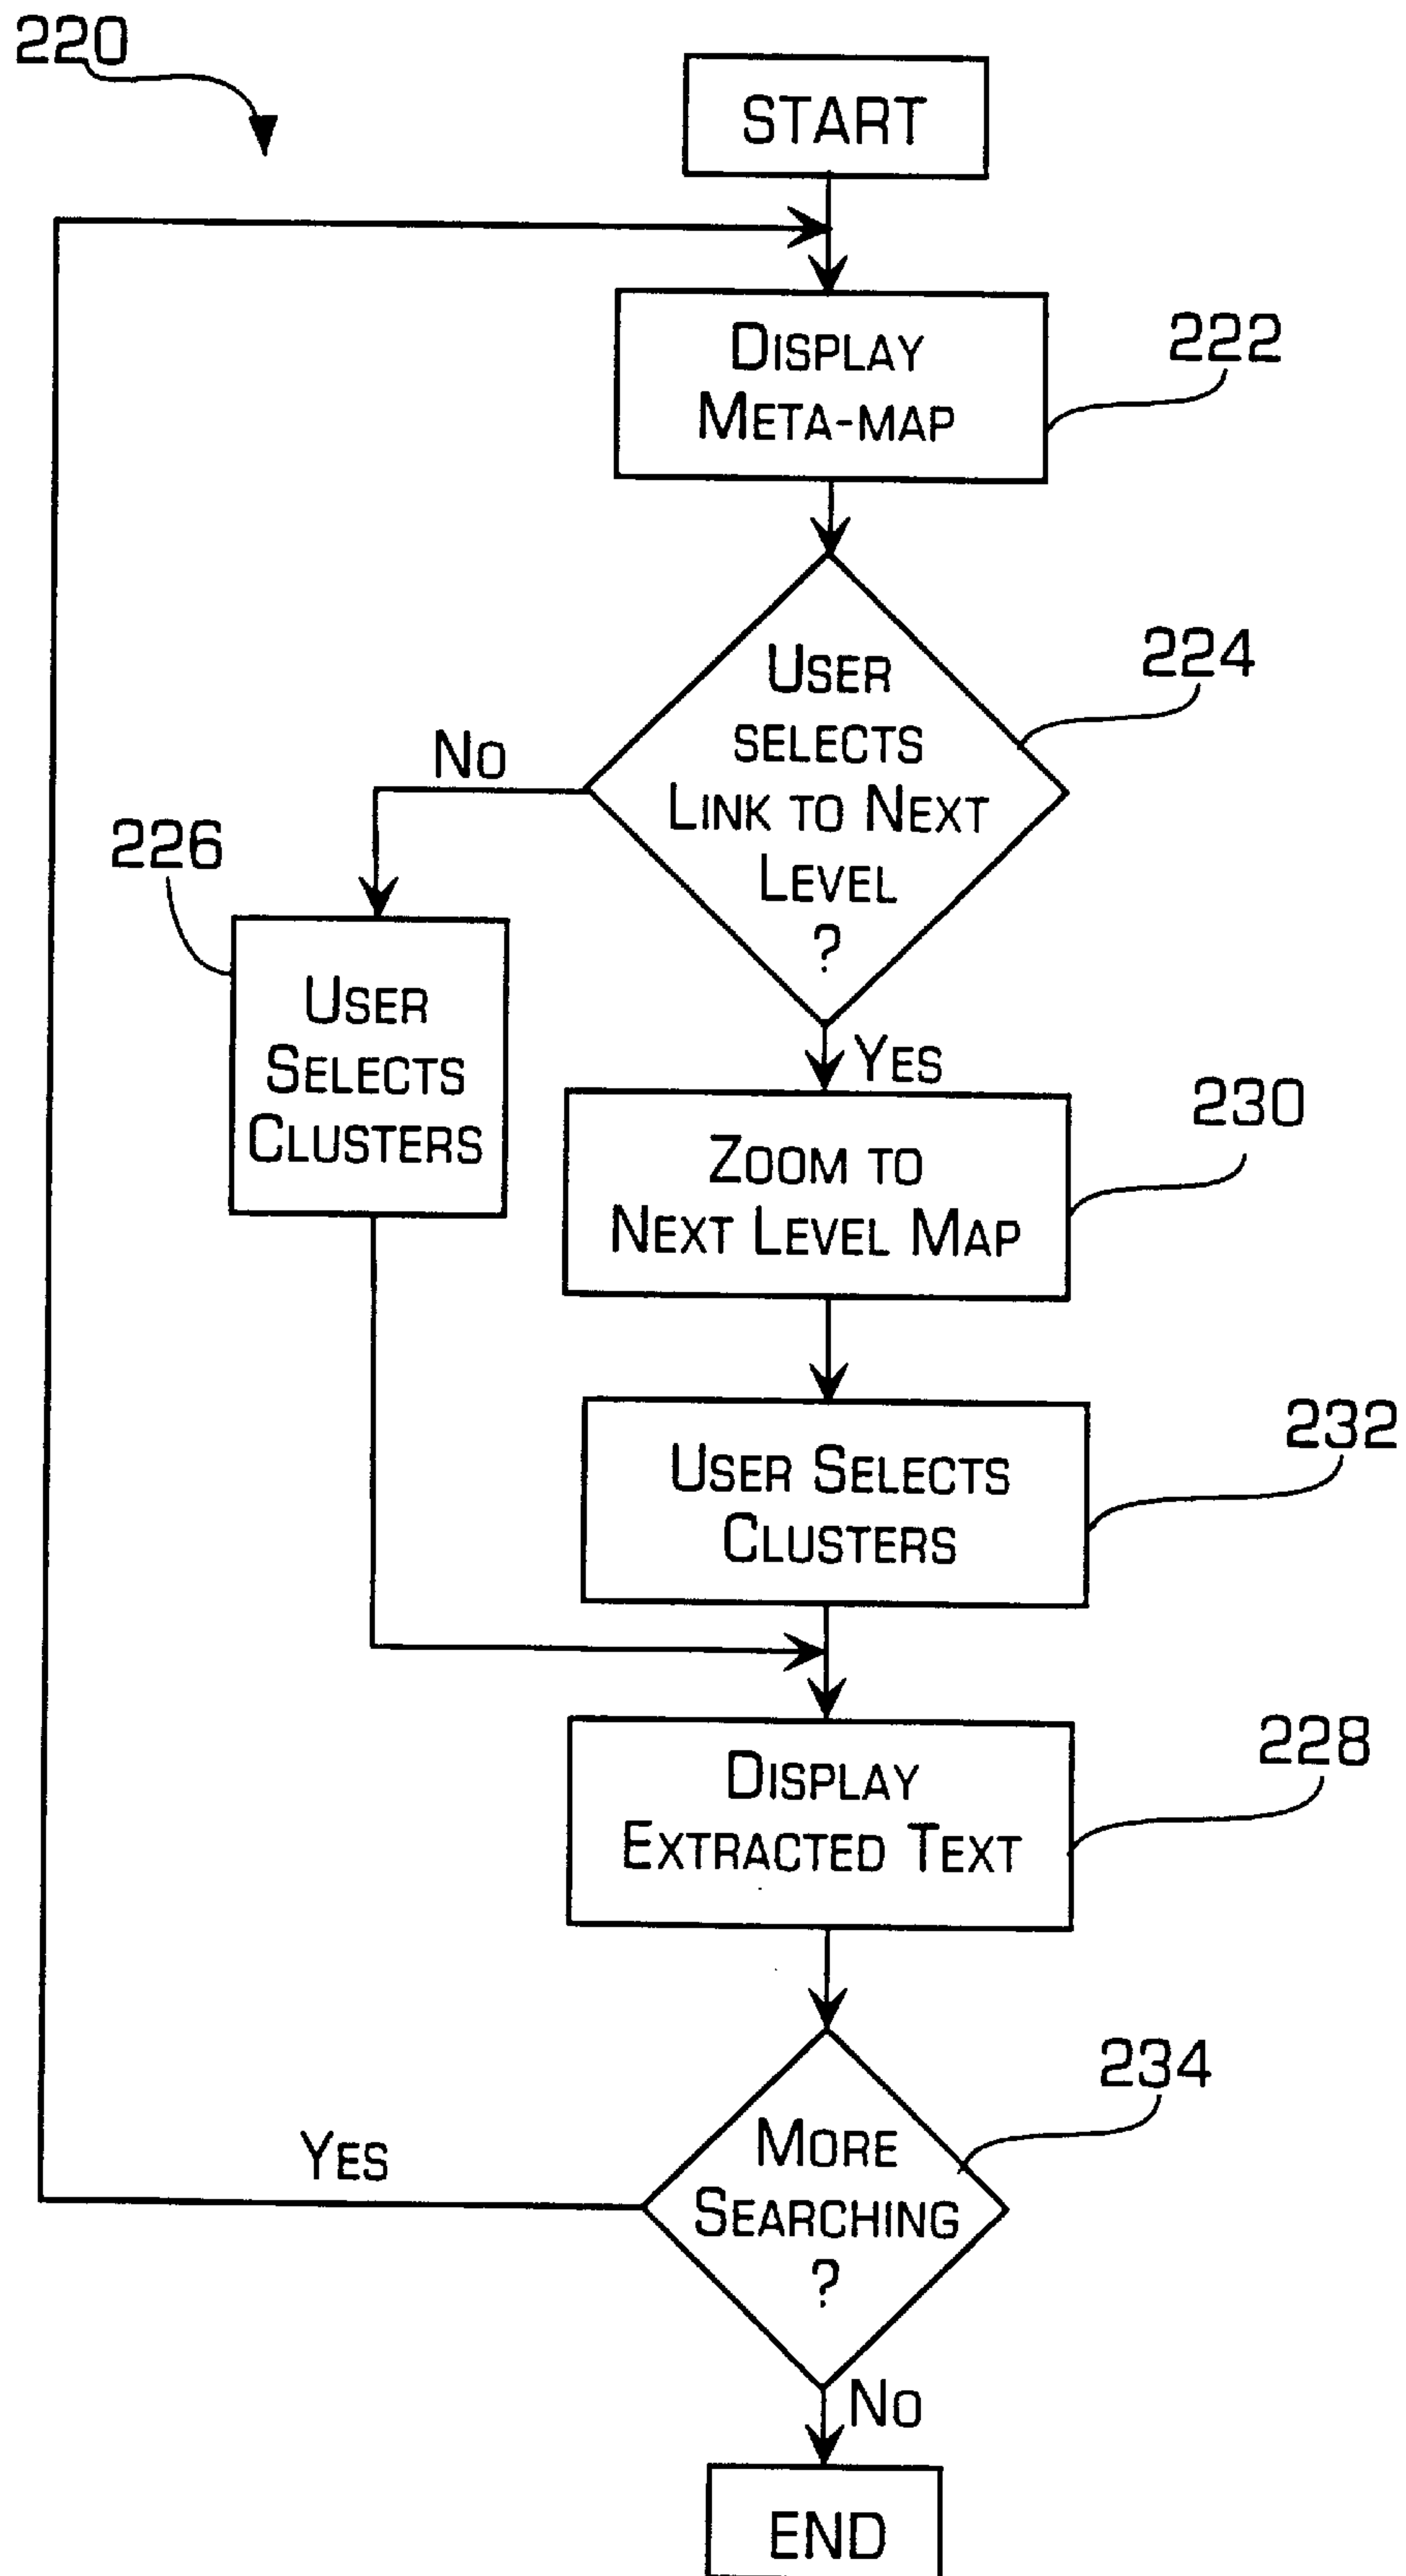 220
START
DISPLAY
META-MAP
222
USER
SELECTS
LINK TO NEXT
LEVEL
?
224
NO
226
USER
SELECTS
CLUSTERS
YES
ZOOM TO
NEXT LEVEL MAP
230
USER SELECTS
CLUSTERS
232
DISPLAY
EXTRACTED TEXT
228
MORE
SEARCHING
?
234
YES
NO
END